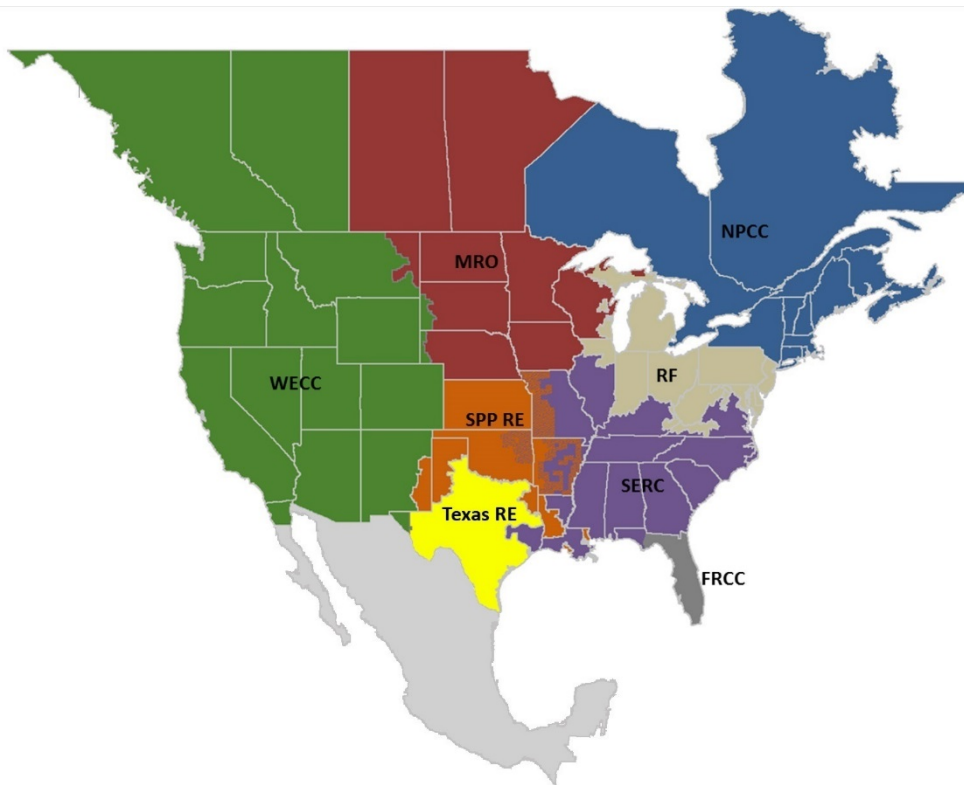 NPCC
MRO
WECC
RF
SPP RE
SERC
Texas RE
FRCC